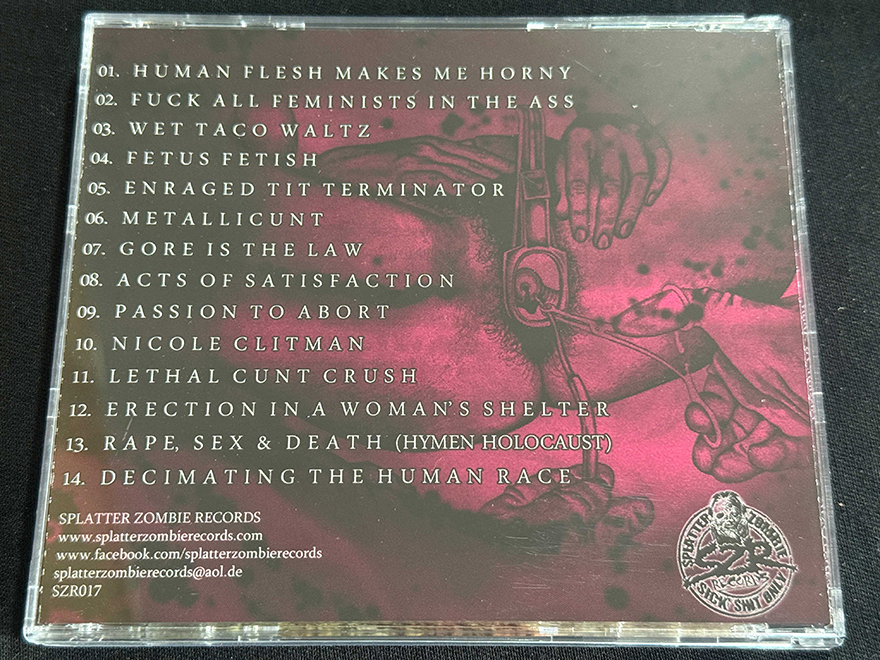 01. HUMAN FLESH MAKES ME HORNY
02. FUCK ALL FEMINISTS IN THE ASS
03. WET TACO WALTZ
04. FETUS FETISH
05. ENRAGED TIT TERMINATOR
06. METALLICUNT
07. GORE IS THE LAW
08. ACTS OF SATISFACTION
09. PASSION TO ABORT
10. NICOLE CLITMAN
11. LETHAL CUNT CRUSH
12. ERECTION IN A WOMAN'S SHELTER
13. RAPE, SEX & DEATH (HYMEN HOLOCAUST)
14. DECIMATING THE HUMAN RACE
SPLATTER ZOMBIE RECORDS
www.splatterzombierecords.com
www.facebook.com/splatterzombierecords
splatterzombierecords@aol.de
SZR017
SPLATTER ZOMBIE
SZR
RECORDS
SICK SHIT ONLY